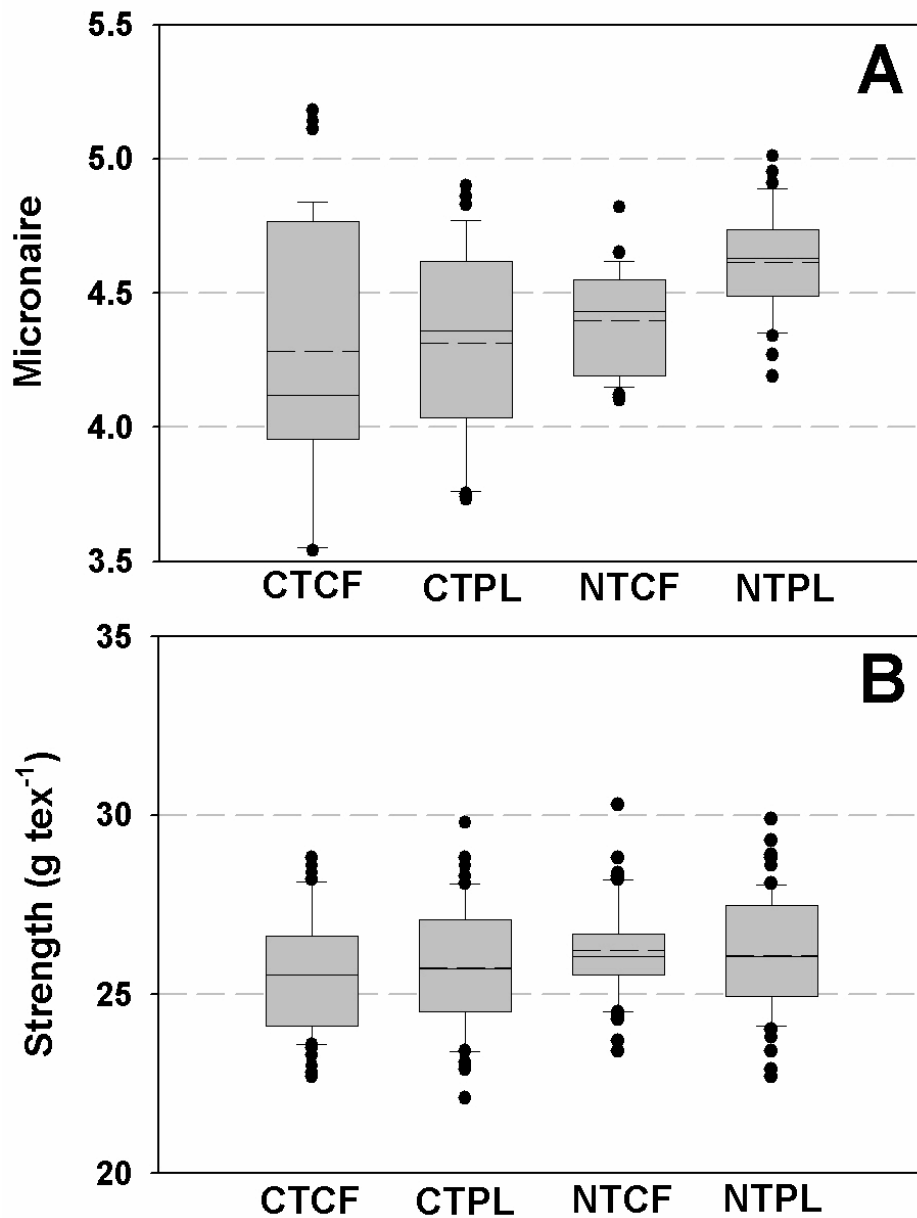 5.5
A
5.0
Micronaire
4.5
4.0
3.5
CTCF CTPL NTCF NTPL
35
B
Strength (g tex⁻¹)
30
25
20
CTCF CTPL NTCF NTPL